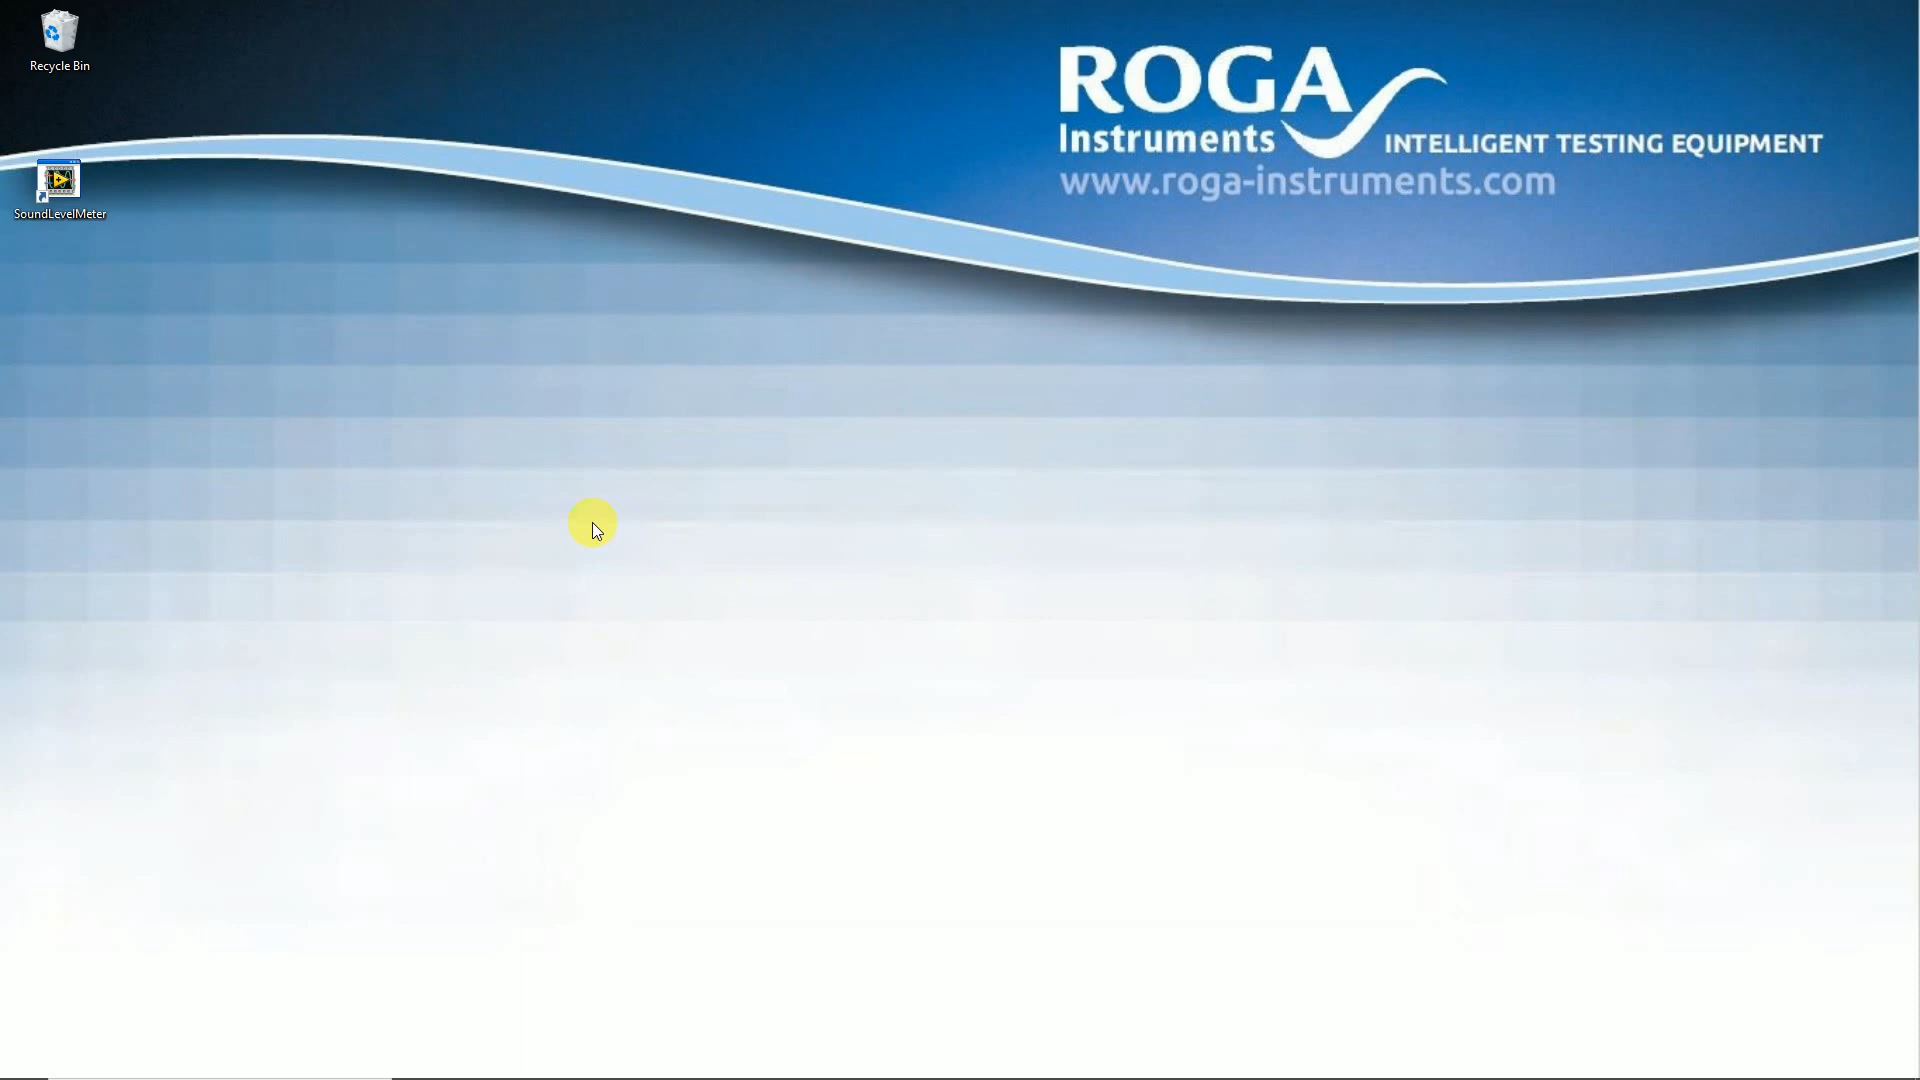 Recycle Bin
ROGA
Instruments
INTELLIGENT TESTING EQUIPMENT
www.roga-instruments.com
SoundLevelMeter